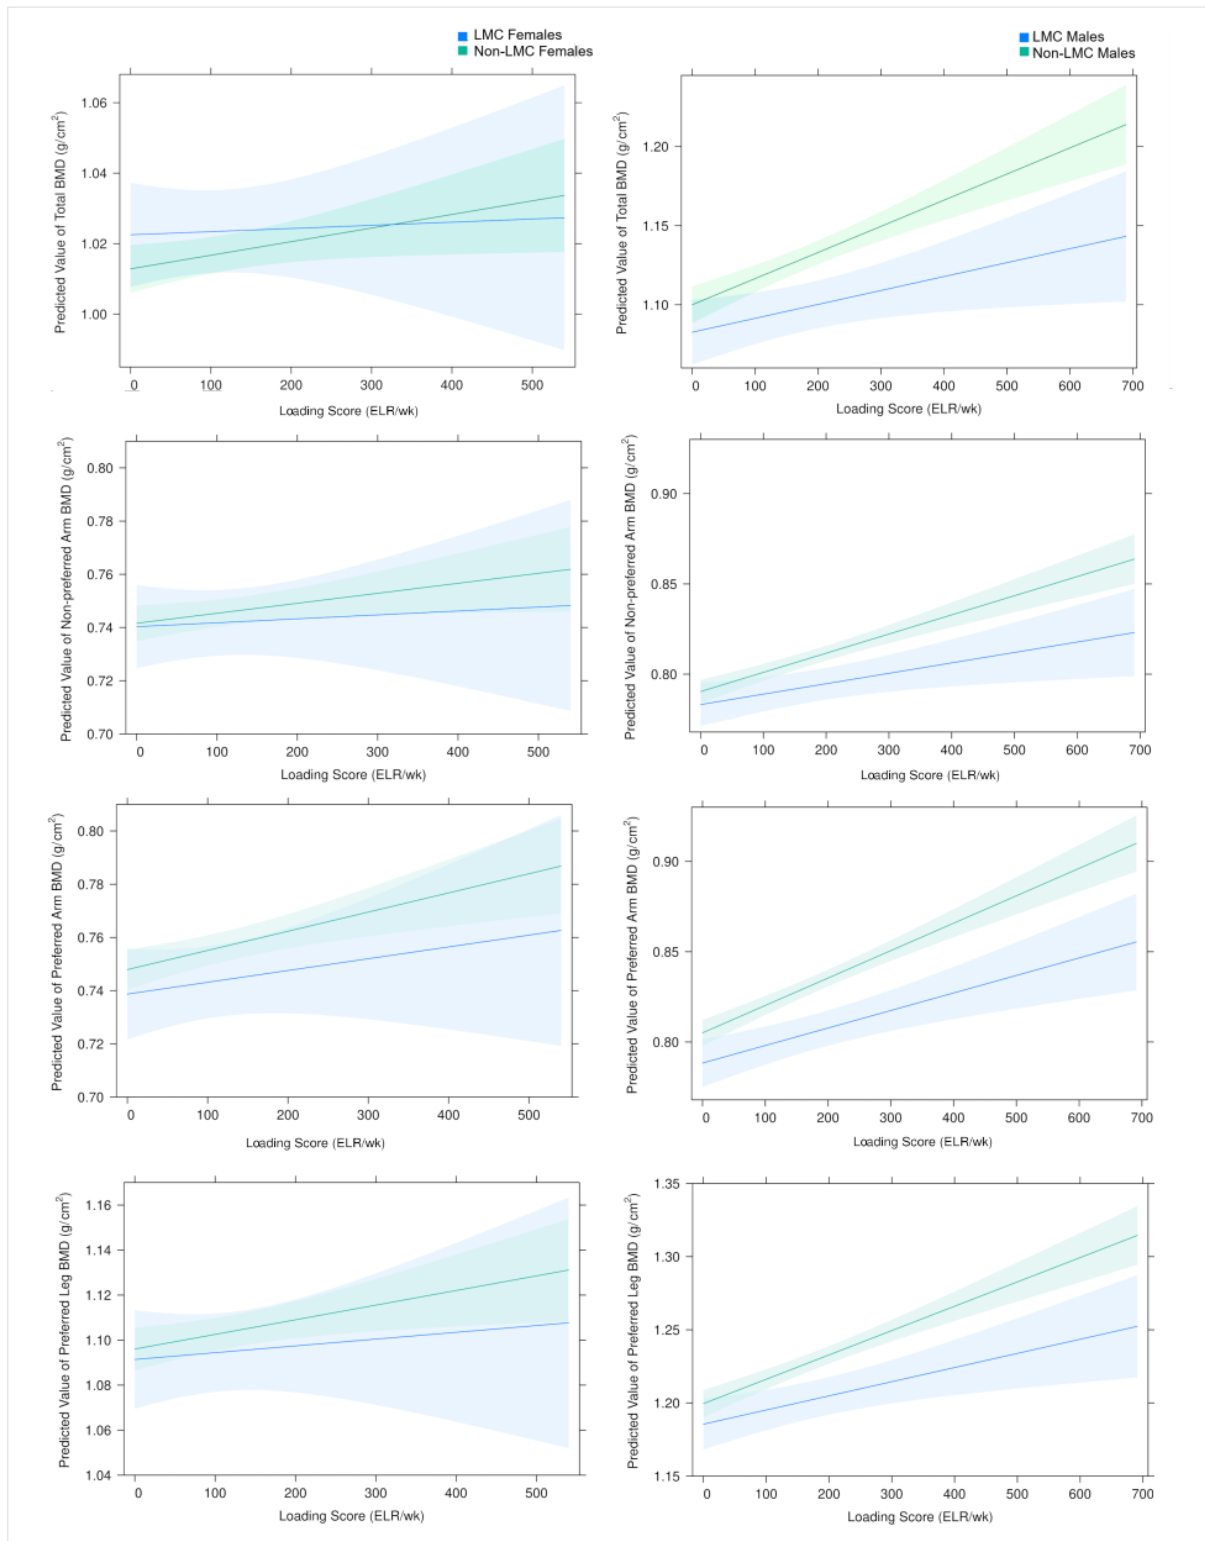 LMC Females
Non-LMC Females
LMC Males
Non-LMC Males
Predicted Value of Total BMD (g/cm²)
1.06
1.04
1.02
1.00
0 100 200 300 400 500
Loading Score (ELR/wk)
Predicted Value of Total BMD (g/cm²)
1.20
1.15
1.10
0 100 200 300 400 500 600 700
Loading Score (ELR/wk)
Predicted Value of Non-preferred Arm BMD (g/cm²)
0.80
0.78
0.76
0.74
0.72
0.70
0 100 200 300 400 500
Loading Score (ELR/wk)
Predicted Value of Non-preferred Arm BMD (g/cm²)
0.90
0.85
0.80
0 100 200 300 400 500 600 700
Loading Score (ELR/wk)
Predicted Value of Preferred Arm BMD (g/cm²)
0.80
0.78
0.76
0.74
0.72
0.70
0 100 200 300 400 500
Loading Score (ELR/wk)
Predicted Value of Preferred Arm BMD (g/cm²)
0.90
0.85
0.80
0 100 200 300 400 500 600 700
Loading Score (ELR/wk)
Predicted Value of Preferred Leg BMD (g/cm²)
1.16
1.14
1.12
1.10
1.08
1.06
1.04
0 100 200 300 400 500
Loading Score (ELR/wk)
Predicted Value of Preferred Leg BMD (g/cm²)
1.35
1.30
1.25
1.20
1.15
0 100 200 300 400 500 600 700
Loading Score (ELR/wk)